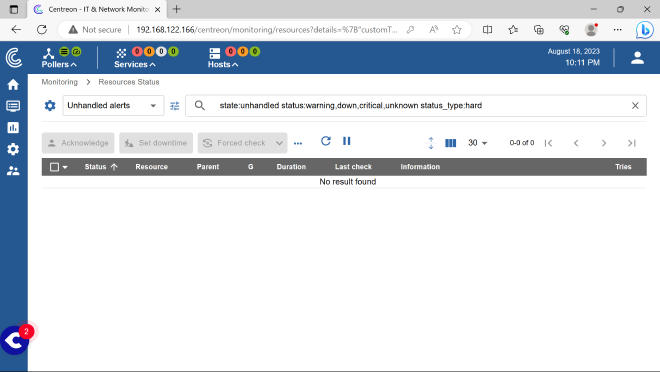 Centreon - IT & Network Monito
Not secure 192.168.122.166/centreon/monitoring/resources?details=%7B"customT...
Pollers
0 0 0 0
Services
0 0 0
Hosts
August 18, 2023
10:11 PM
Monitoring > Resources Status
Unhandled alerts
state:unhandled status:warning,down,critical,unknown status_type:hard
Acknowledge Set downtime Forced check
30 0-0 of 0
Status Resource Parent G Duration Last check Information Tries
No result found
2